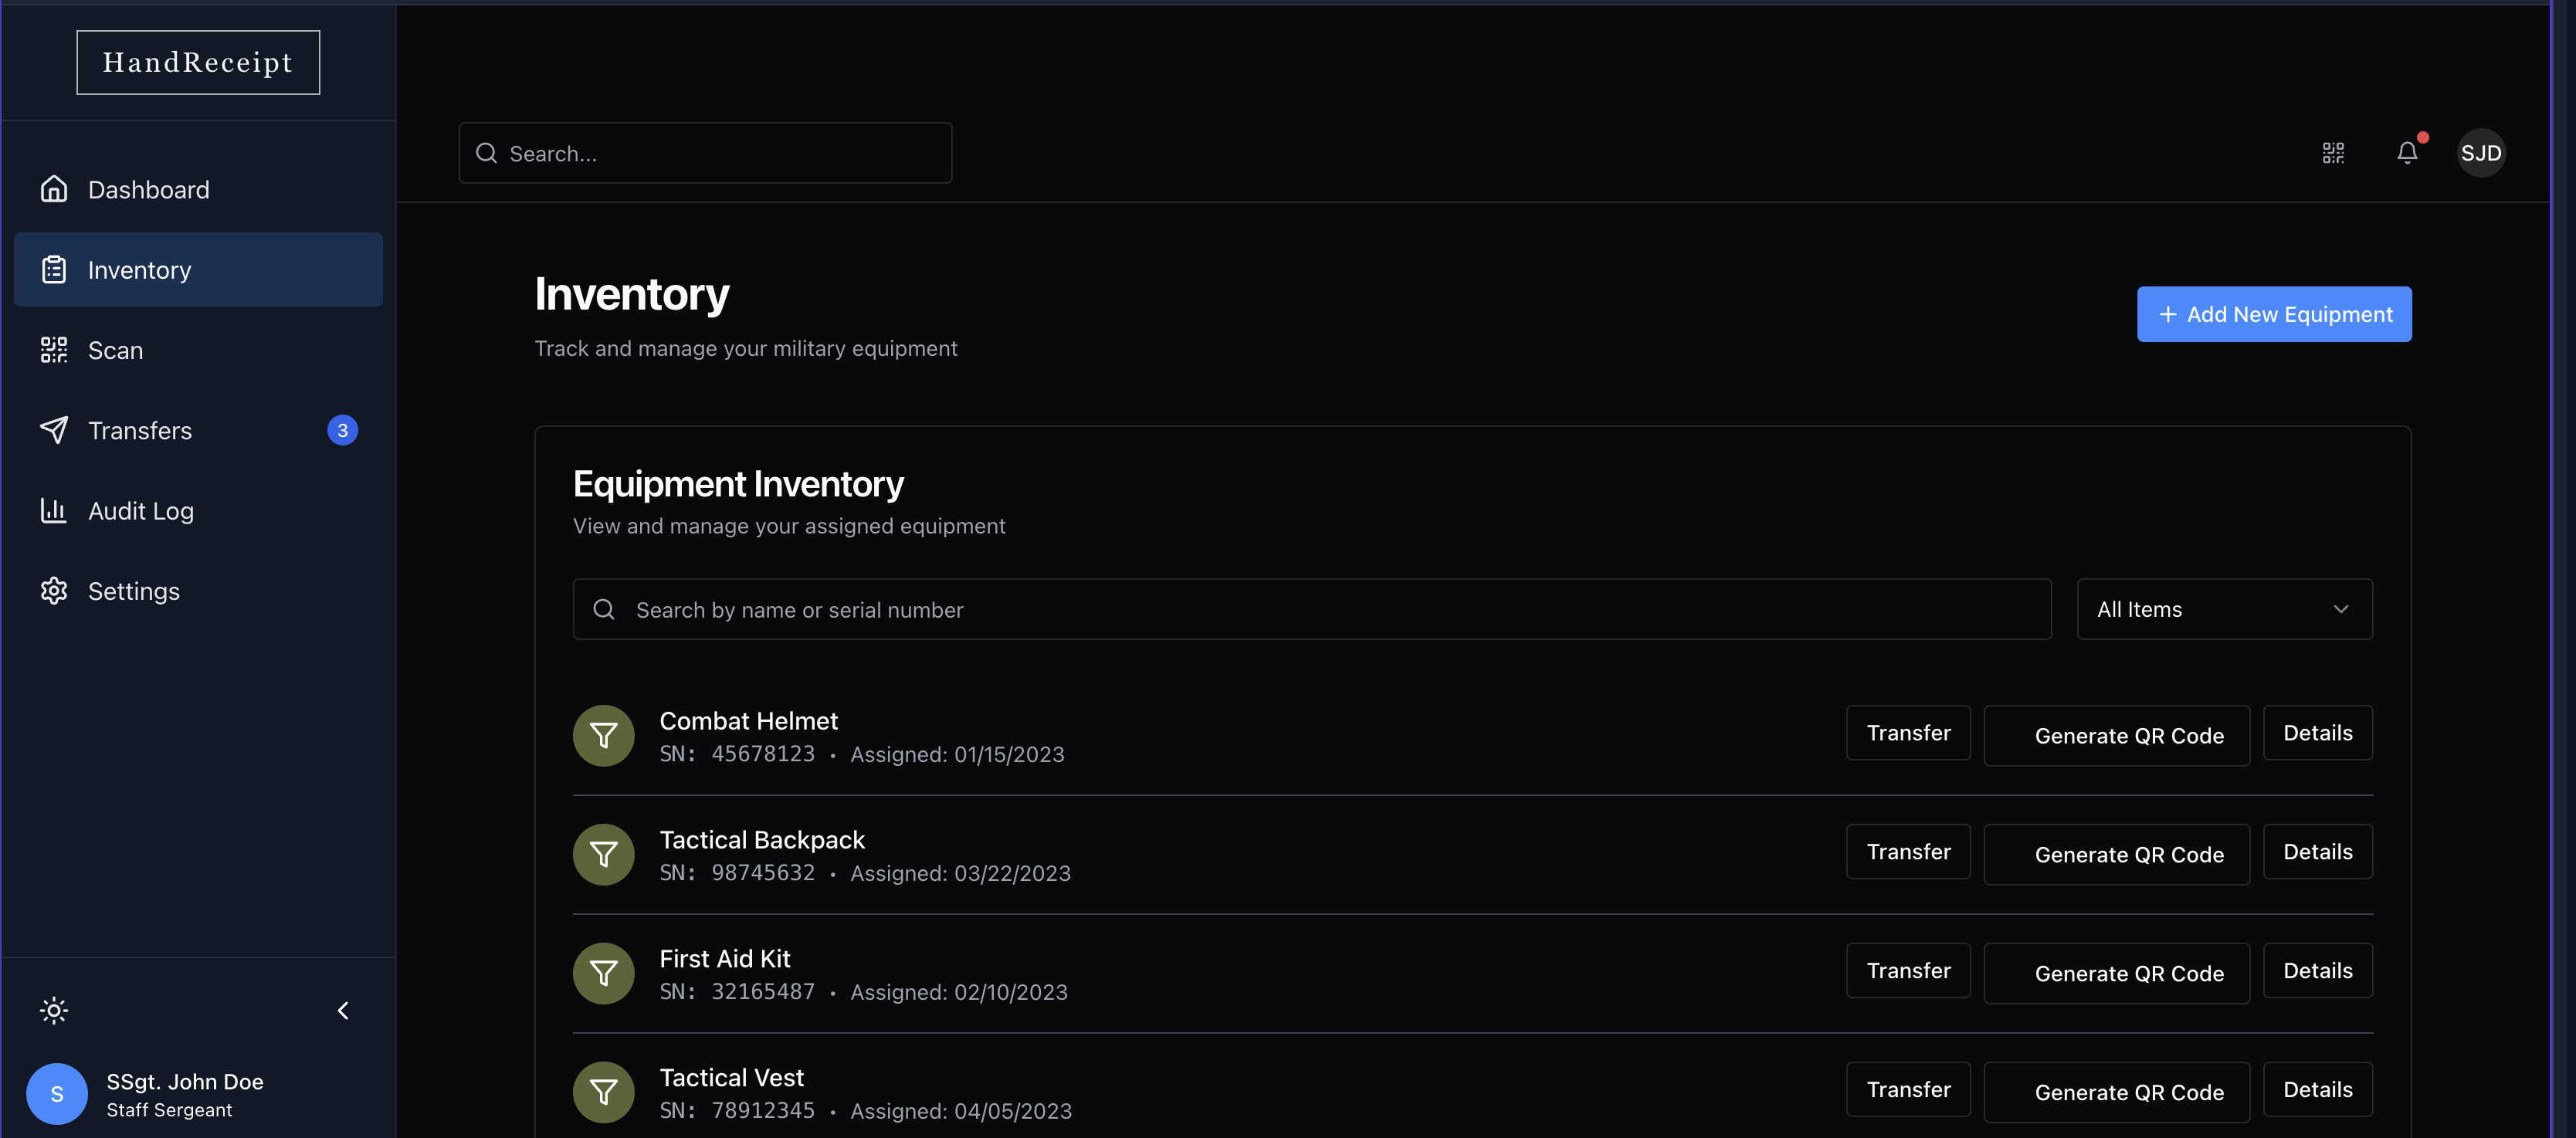 HandReceipt
Dashboard
Inventory
Scan
Transfers 3
Audit Log
Settings
S
SSgt. John Doe
Staff Sergeant
Search...
SJD
Inventory
Track and manage your military equipment
+ Add New Equipment
Equipment Inventory
View and manage your assigned equipment
Search by name or serial number
All Items
Combat Helmet
SN: 45678123 • Assigned: 01/15/2023
Transfer Generate QR Code Details
Tactical Backpack
SN: 98745632 • Assigned: 03/22/2023
Transfer Generate QR Code Details
First Aid Kit
SN: 32165487 • Assigned: 02/10/2023
Transfer Generate QR Code Details
Tactical Vest
SN: 78912345 • Assigned: 04/05/2023
Transfer Generate QR Code Details